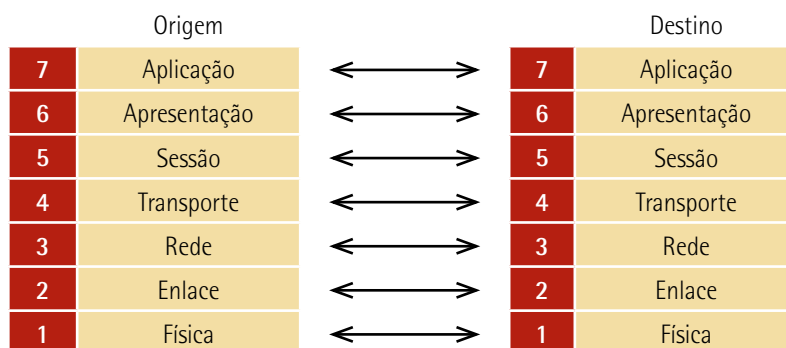 Origem Destino
7 Aplicação 7 Aplicação
6 Apresentação 6 Apresentação
5 Sessão 5 Sessão
4 Transporte 4 Transporte
3 Rede 3 Rede
2 Enlace 2 Enlace
1 Física 1 Física